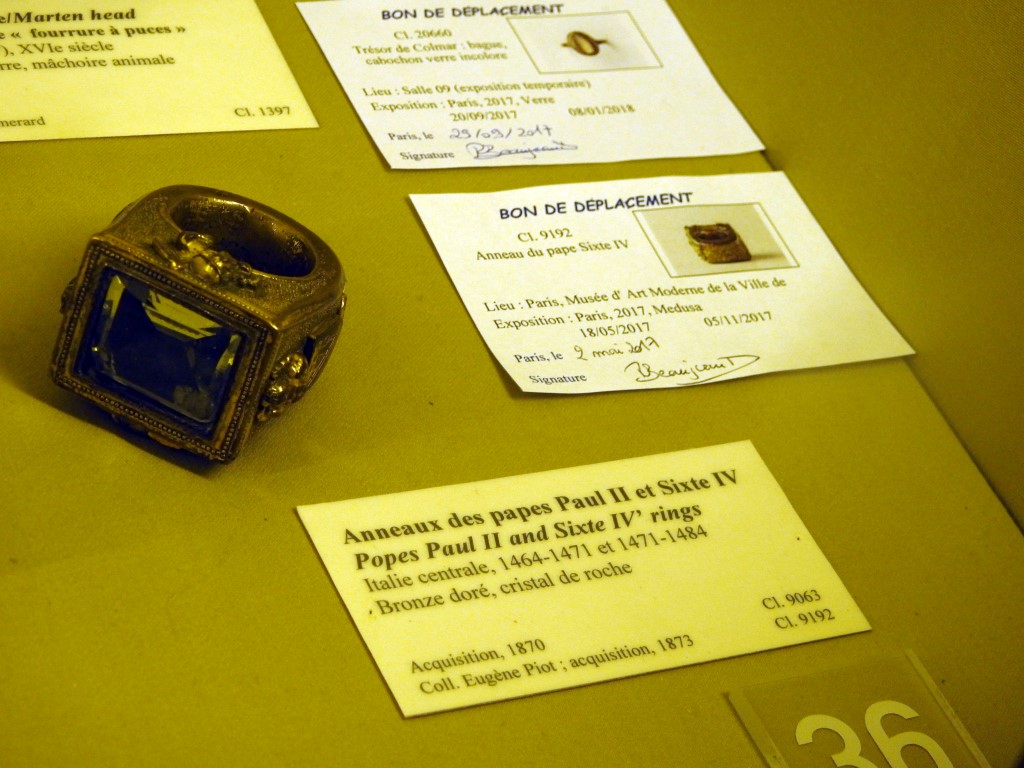 e/Marten head
e « fourrure à puces »
), XVIe siècle
rre, mâchoire animale
nerard
Cl. 1397
BON DE DÉPLACEMENT
Cl. 20660
Trésor de Colmar : bague,
cabochon verre incolore
Lieu : Salle 09 (exposition temporaire)
Exposition : Paris, 2017, Verre
20/09/2017 08/01/2018
Paris, le 29/09/2017
Signature
BON DE DÉPLACEMENT
Cl. 9192
Anneau du pape Sixte IV
Lieu : Paris, Musée d' Art Moderne de la Ville de
Exposition : Paris, 2017, Medusa
18/05/2017 05/11/2017
Paris, le 2 mai 2017
Signature
Anneaux des papes Paul II et Sixte IV
Popes Paul II and Sixte IV' rings
Italie centrale, 1464-1471 et 1471-1484
Bronze doré, cristal de roche
Cl. 9063
Acquisition, 1870 Cl. 9192
Coll. Eugène Piot ; acquisition, 1873
36